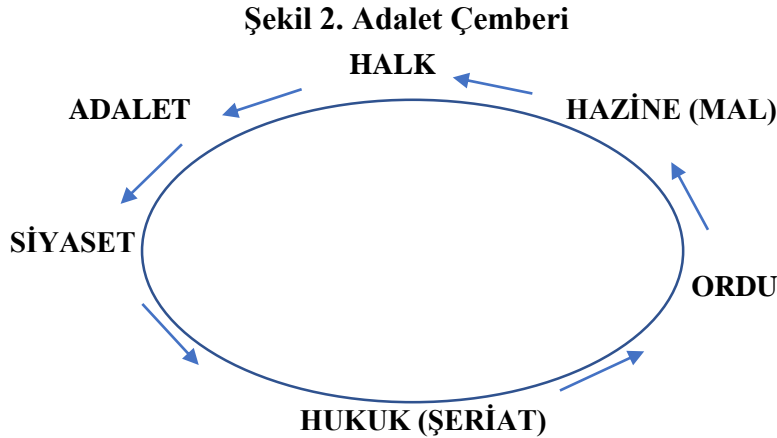 Şekil 2. Adalet Çemberi
HALK
ADALET
HAZİNE (MAL)
SİYASET
ORDU
HUKUK (ŞERİAT)